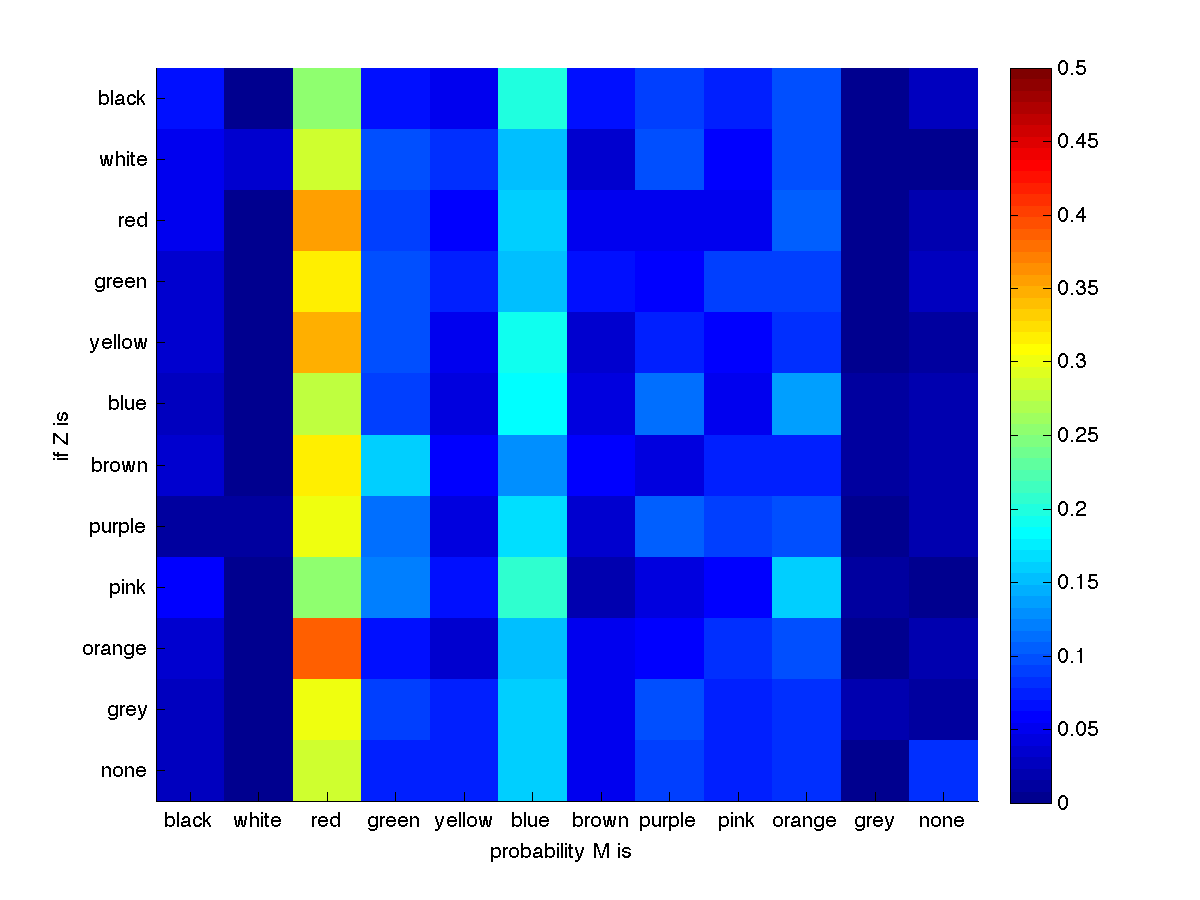 black
white
red
green
yellow
blue
brown
purple
pink
orange
grey
none
if Z is
black white red green yellow blue brown purple pink orange grey none
probability M is
0.5
0.45
0.4
0.35
0.3
0.25
0.2
0.15
0.1
0.05
0